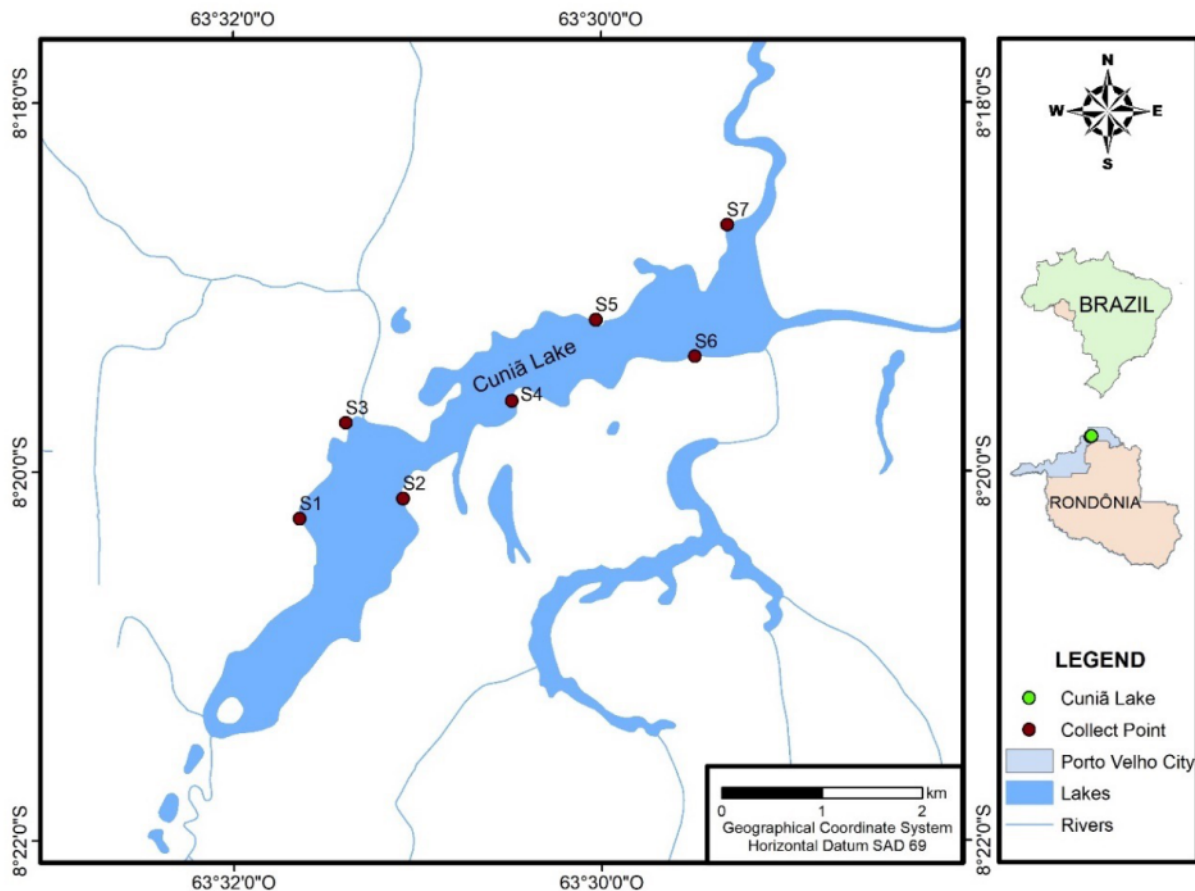 63°32'0"O
63°30'0"O
8°18'0"S
8°18'0"S
N
W
E
S
S7
BRAZIL
S5
S6
Cuniã Lake
S4
S3
8°20'0"S
8°20'0"S
S2
S1
RONDÔNIA
LEGEND
Cuniã Lake
Collect Point
Porto Velho City
Lakes
Rivers
km
0
1
2
Geographical Coordinate System
Horizontal Datum SAD 69
8°22'0"S
8°22'0"S
63°32'0"O
63°30'0"O